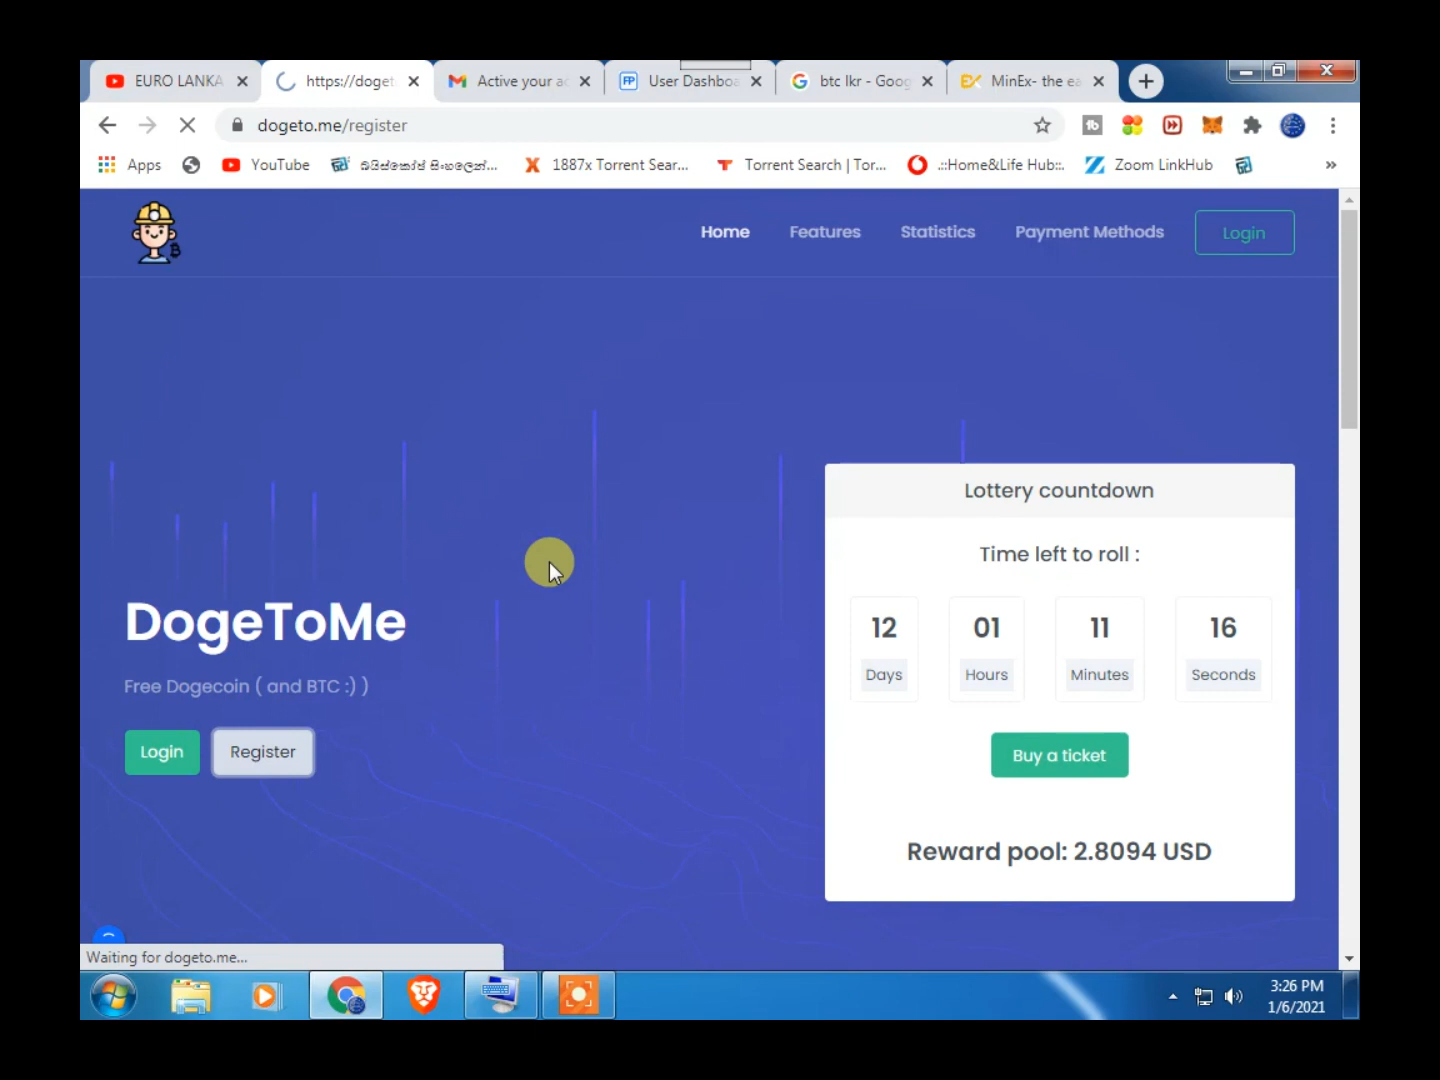 EURO LANKA
https://doget
Active your a
User Dashboa
btc lkr - Goog
MinEx- the ea
dogeto.me/register
Apps
YouTube
බයිස්කෝප් සිංහලෙන්...
1887x Torrent Sear...
Torrent Search | Tor...
.::Home&Life Hub::.
Zoom LinkHub
»
Home
Features
Statistics
Payment Methods
Login
Lottery countdown
Time left to roll :
12
01
11
16
Days
Hours
Minutes
Seconds
DogeToMe
Free Dogecoin ( and BTC :) )
Login
Register
Buy a ticket
Reward pool: 2.8094 USD
Waiting for dogeto.me...
3:26 PM
1/6/2021